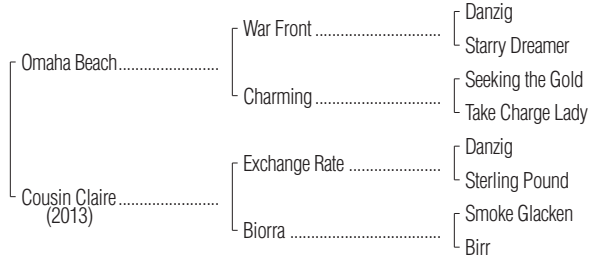 Danzig
War Front
Starry Dreamer
Omaha Beach
Seeking the Gold
Charming
Take Charge Lady
Danzig
Exchange Rate
Sterling Pound
Cousin Claire
(2013)
Smoke Glacken
Biorra
Birr